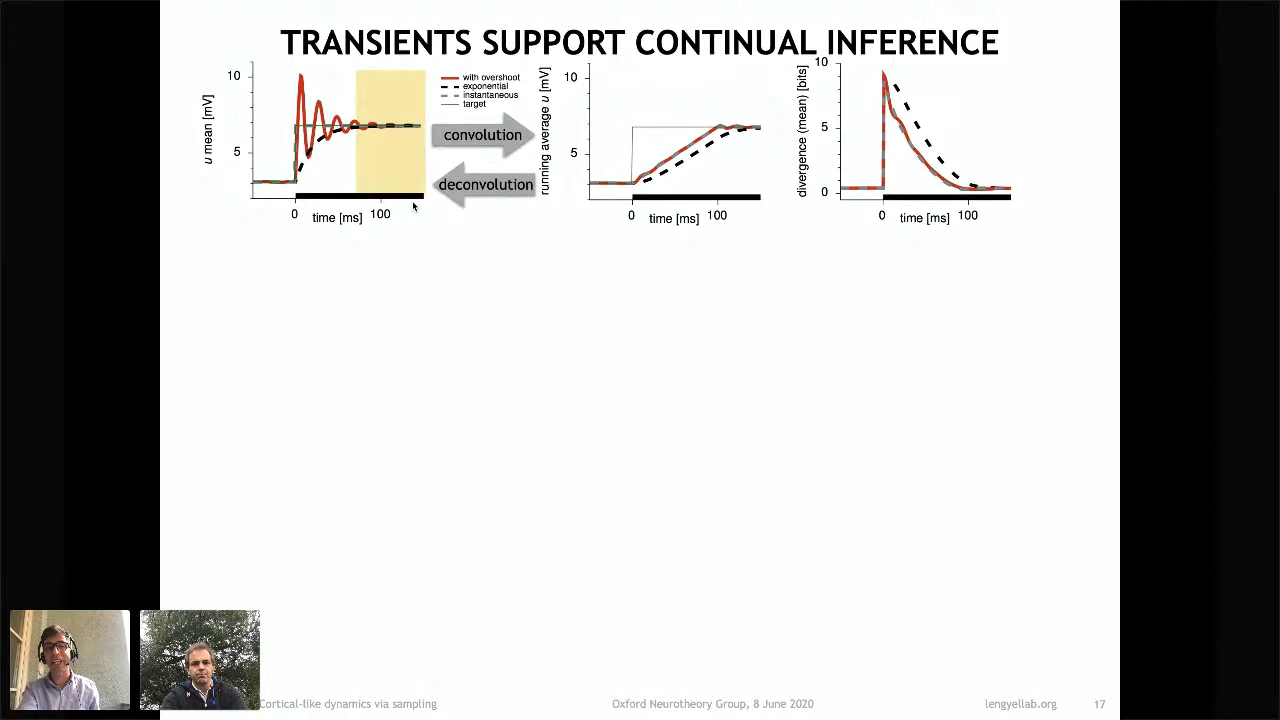 TRANSIENTS SUPPORT CONTINUAL INFERENCE
10
5
u mean [mV]
0
100
time [ms]
with overshoot
exponential
instantaneous
target
convolution
deconvolution
running average u [mV]
10
5
0
100
time [ms]
divergence (mean) [bits]
10
5
0
0
100
time [ms]
Cortical-like dynamics via sampling
Oxford Neurotheory Group, 8 June 2020
lengyellab.org
17